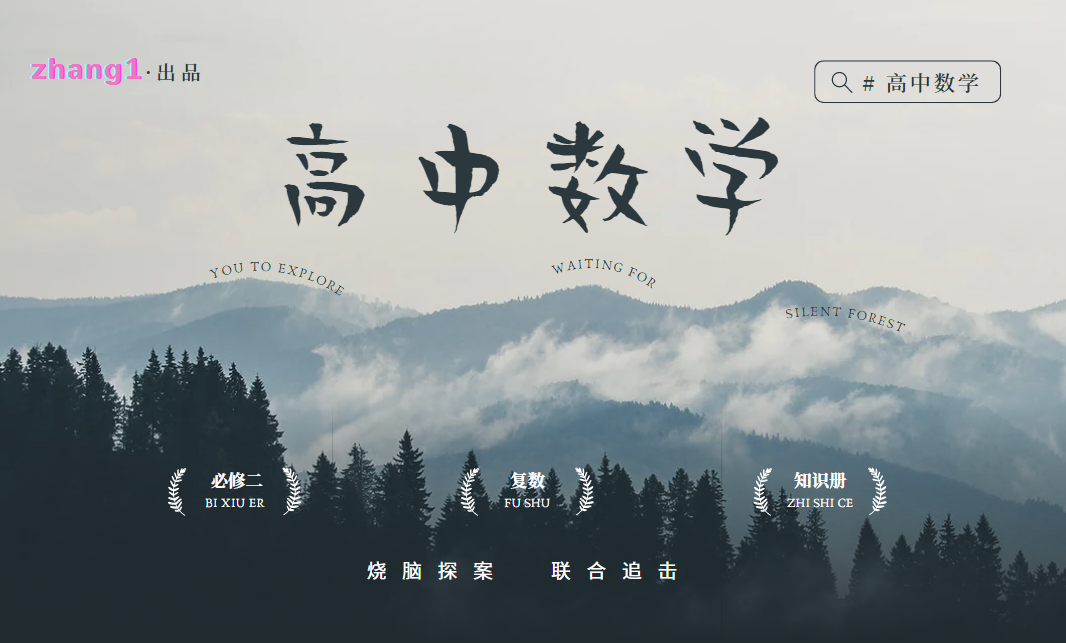 zhang1·出品
# 高中数学
高中数学
YOU TO EXPLORE
WAITING FOR
SILENT FOREST
必修二
BI XIU ER
复数
FU SHU
知识册
ZHI SHI CE
烧脑探案 联合追击